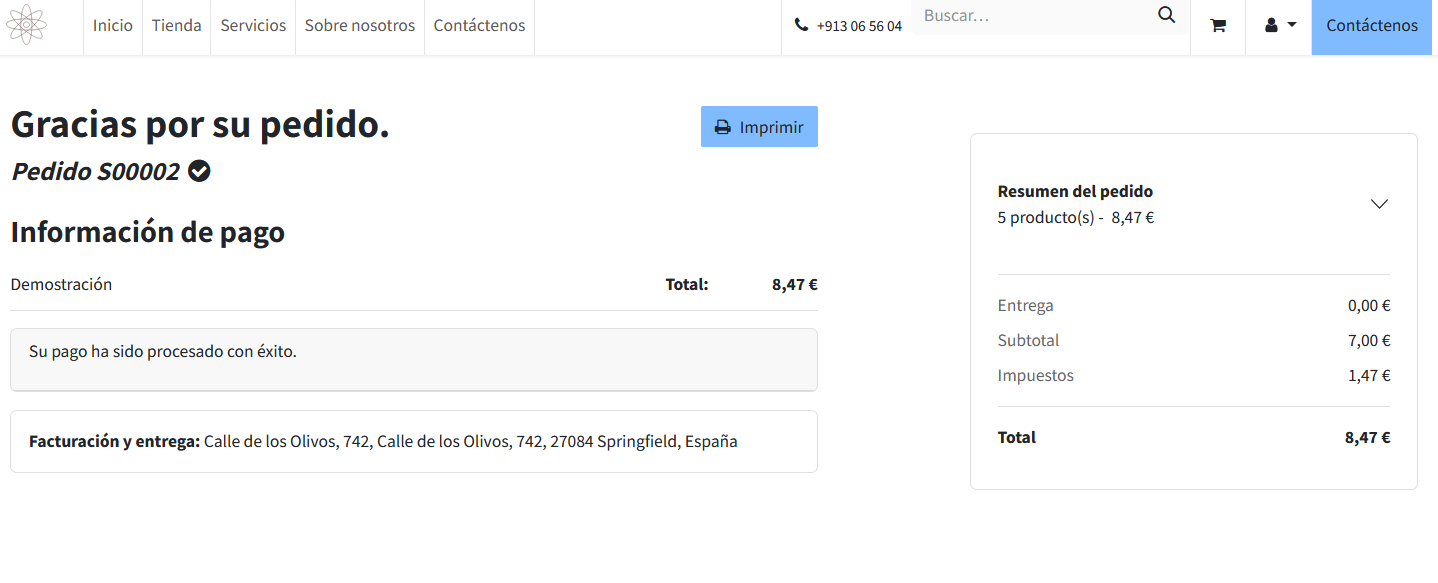 Inicio Tienda Servicios Sobre nosotros Contáctenos +913 06 56 04 Buscar… Contáctenos
Gracias por su pedido.
Imprimir
Pedido S00002
Información de pago
Demostración Total: 8,47 €
Su pago ha sido procesado con éxito.
Facturación y entrega: Calle de los Olivos, 742, Calle de los Olivos, 742, 27084 Springfield, España
Resumen del pedido
5 producto(s) - 8,47 €
Entrega 0,00 €
Subtotal 7,00 €
Impuestos 1,47 €
Total 8,47 €